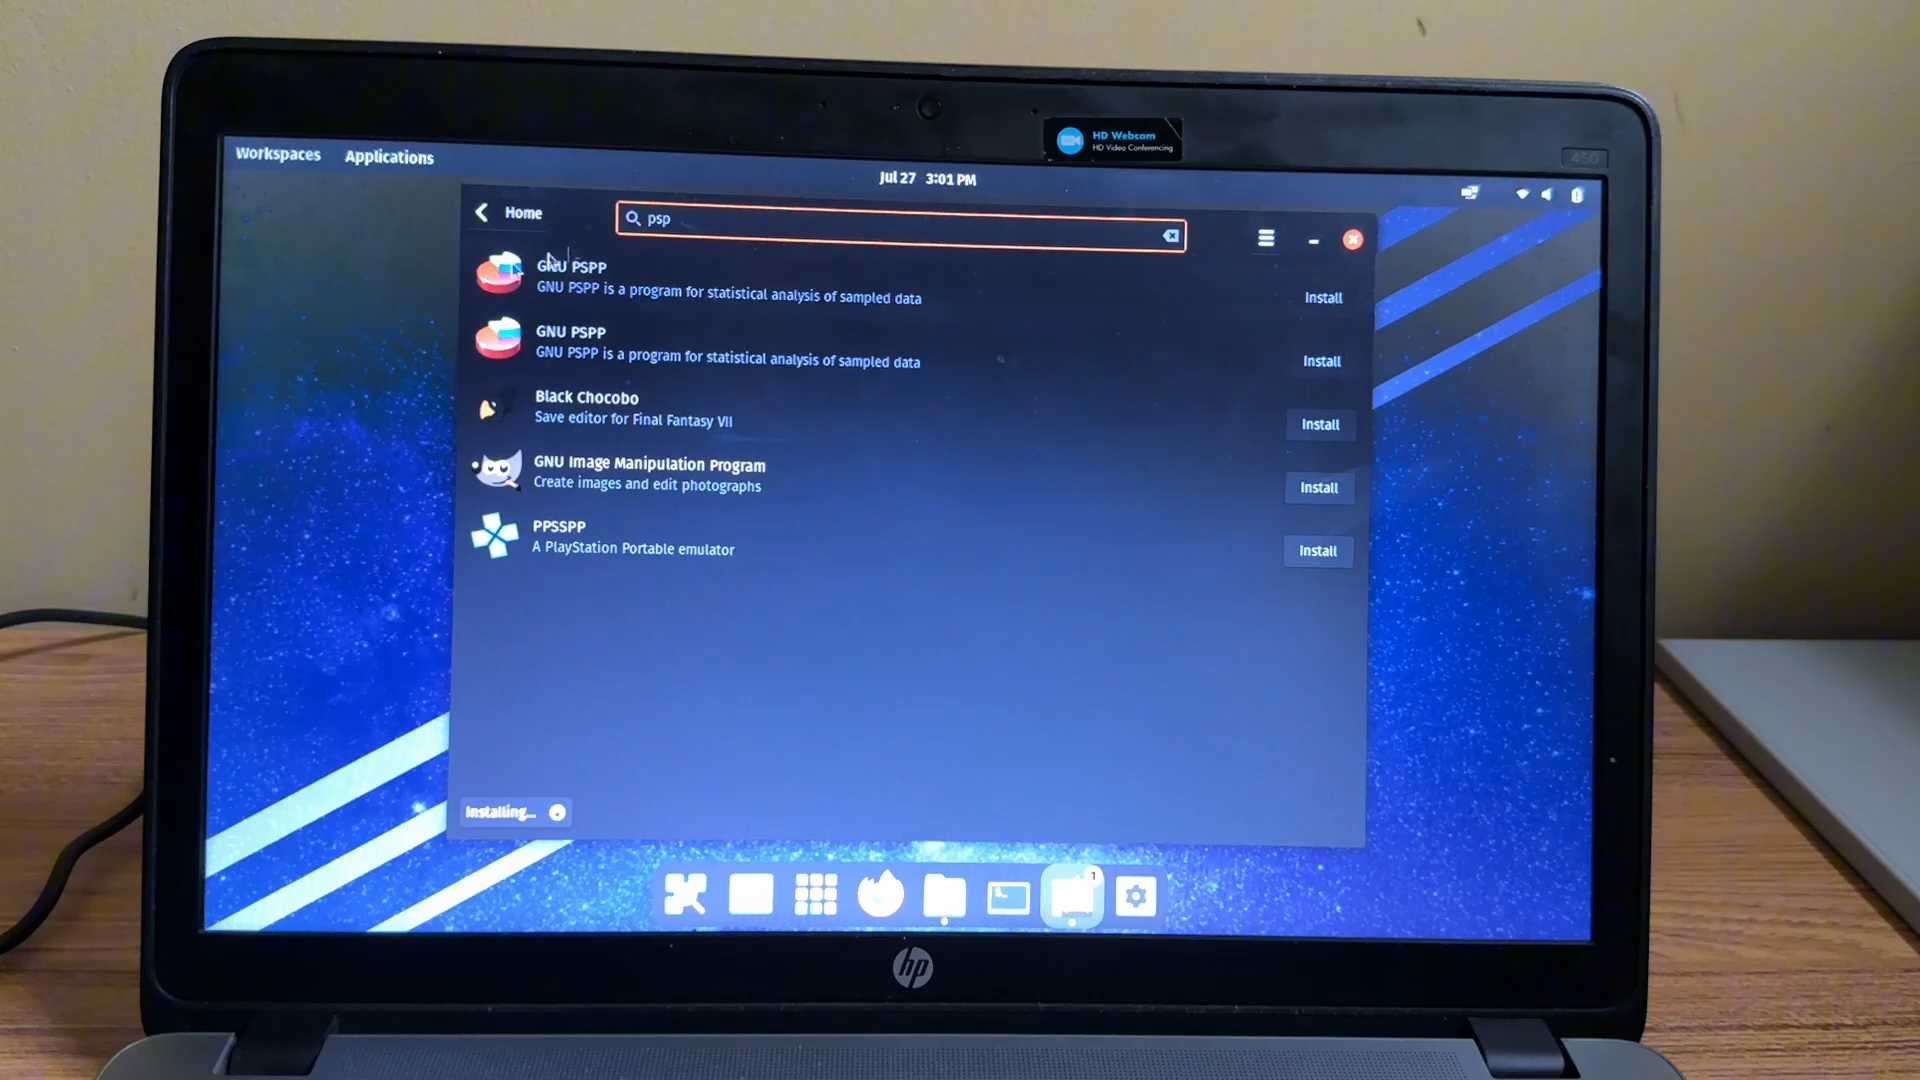 HD Webcam
HD Video Conferencing
450
Workspaces
Applications
Jul 27 3:01 PM
Home
psp
GNU PSPP
GNU PSPP is a program for statistical analysis of sampled data
Install
GNU PSPP
GNU PSPP is a program for statistical analysis of sampled data
Install
Black Chocobo
Save editor for Final Fantasy VII
Install
GNU Image Manipulation Program
Create images and edit photographs
Install
PPSSPP
A PlayStation Portable emulator
Install
Installing...
1
hp